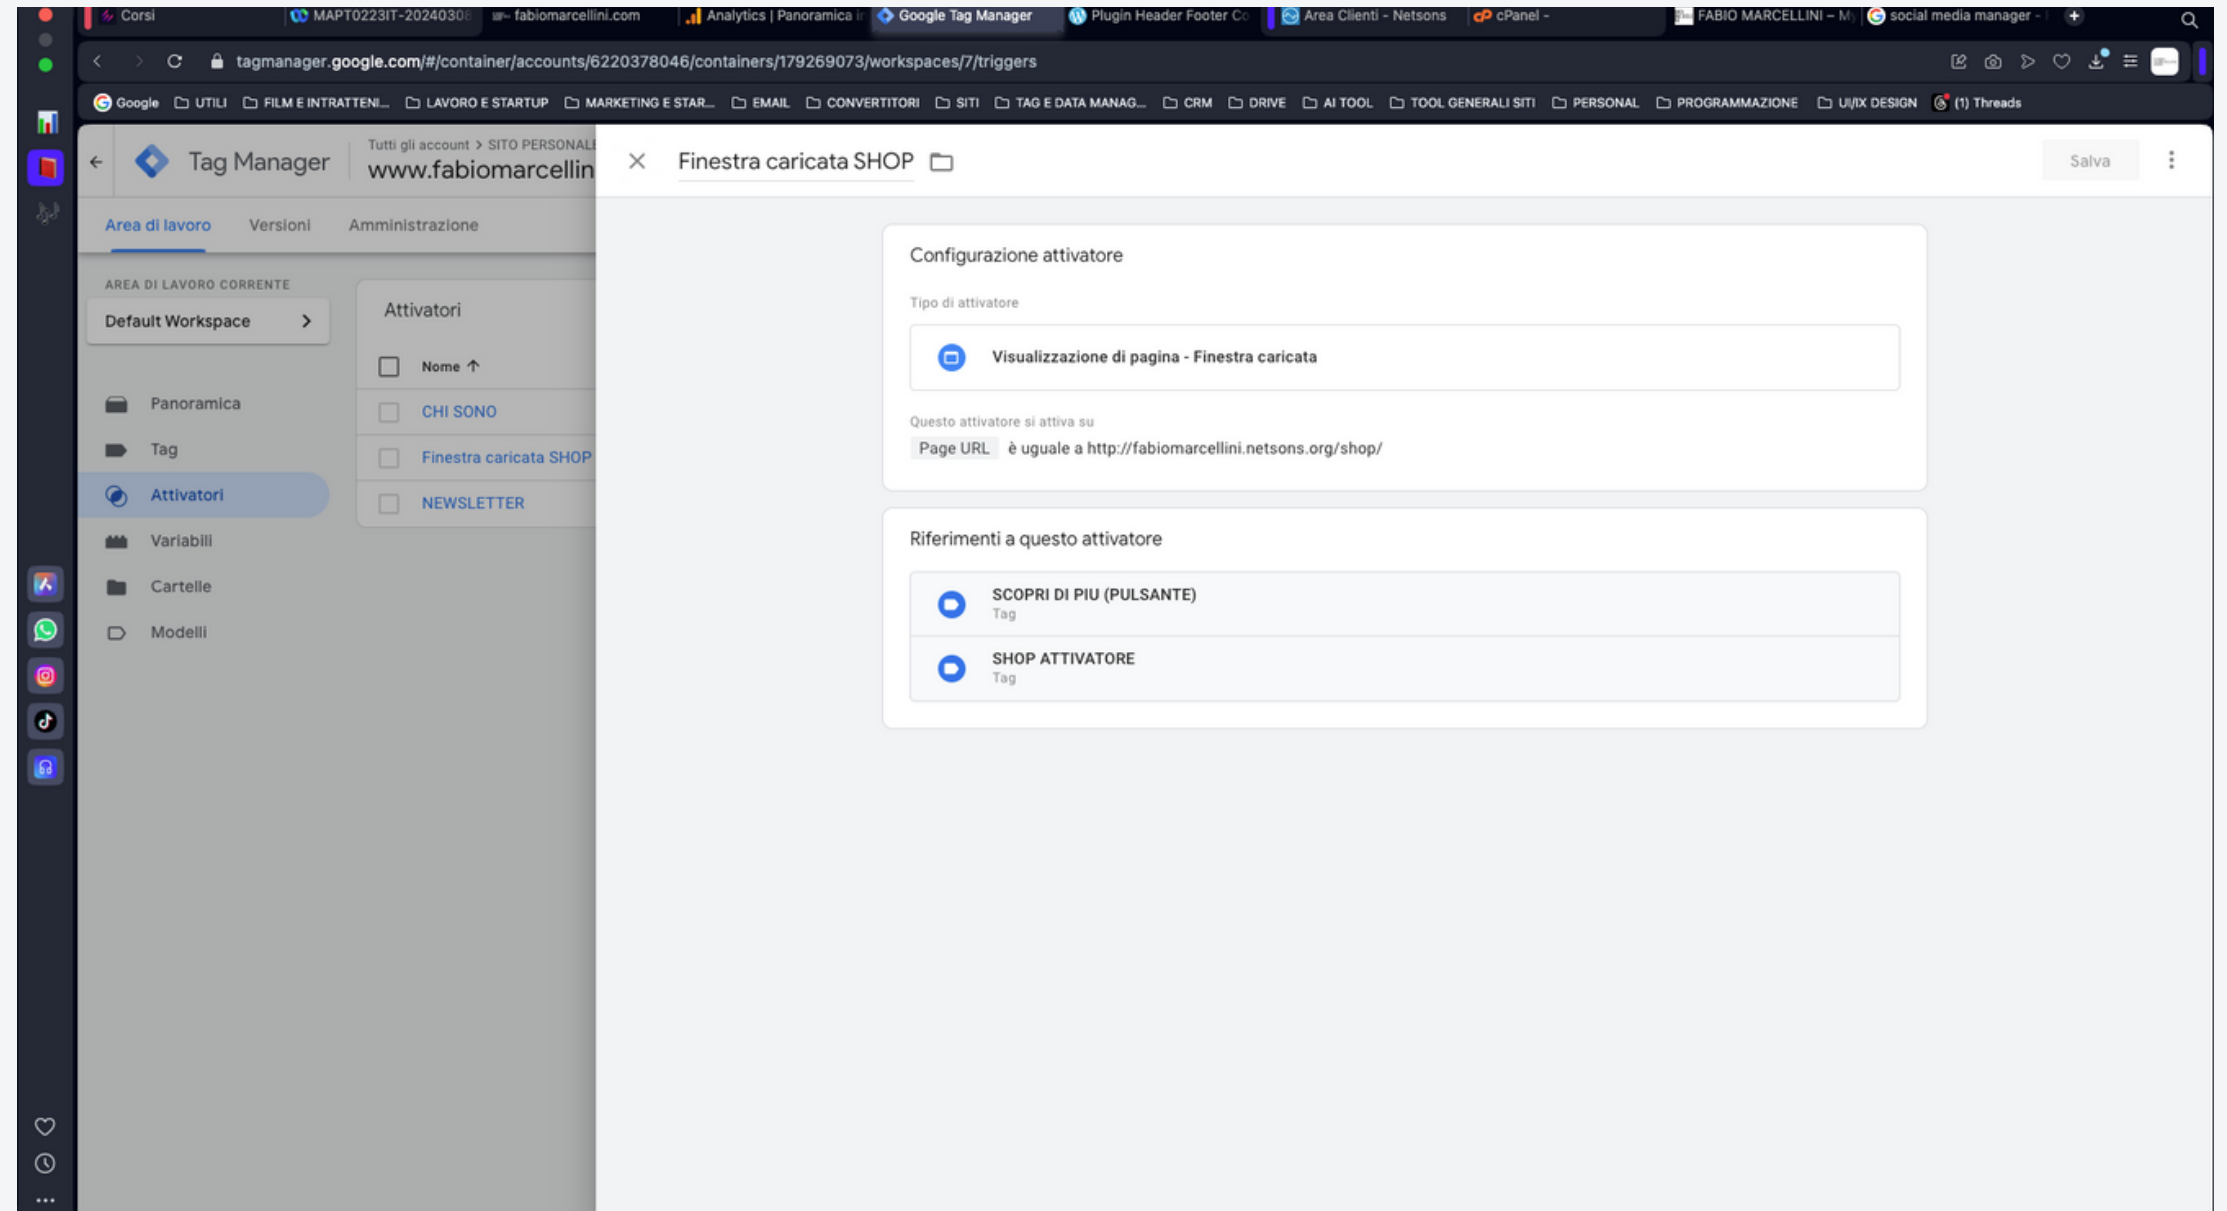 Corsi
MAPT0223IT-20240308
fabiomarcellini.com
Analytics | Panoramica in
Google Tag Manager
Plugin Header Footer Co
Area Clienti - Netsons
cPanel -
FABIO MARCELLINI – M
social media manager -
tagmanager.google.com/#/container/accounts/6220378046/containers/179269073/workspaces/7/triggers
Google
UTILI
FILM E INTRATTENI...
LAVORO E STARTUP
MARKETING E STAR...
EMAIL
CONVERTITORI
SITI
TAG E DATA MANAG...
CRM
DRIVE
AI TOOL
TOOL GENERALI SITI
PERSONAL
PROGRAMMAZIONE
UI/IX DESIGN
(1) Threads
Tag Manager
Tutti gli account > SITO PERSONALE
www.fabiomarcellin
Finestra caricata SHOP
Salva
Area di lavoro
Versioni
Amministrazione
AREA DI LAVORO CORRENTE
Default Workspace
Panoramica
Tag
Attivatori
Variabili
Cartelle
Modelli
Attivatori
Nome
CHI SONO
Finestra caricata SHOP
NEWSLETTER
Configurazione attivatore
Tipo di attivatore
Visualizzazione di pagina - Finestra caricata
Questo attivatore si attiva su
Page URL è uguale a http://fabiomarcellini.netsons.org/shop/
Riferimenti a questo attivatore
SCOPRI DI PIU (PULSANTE)
Tag
SHOP ATTIVATORE
Tag